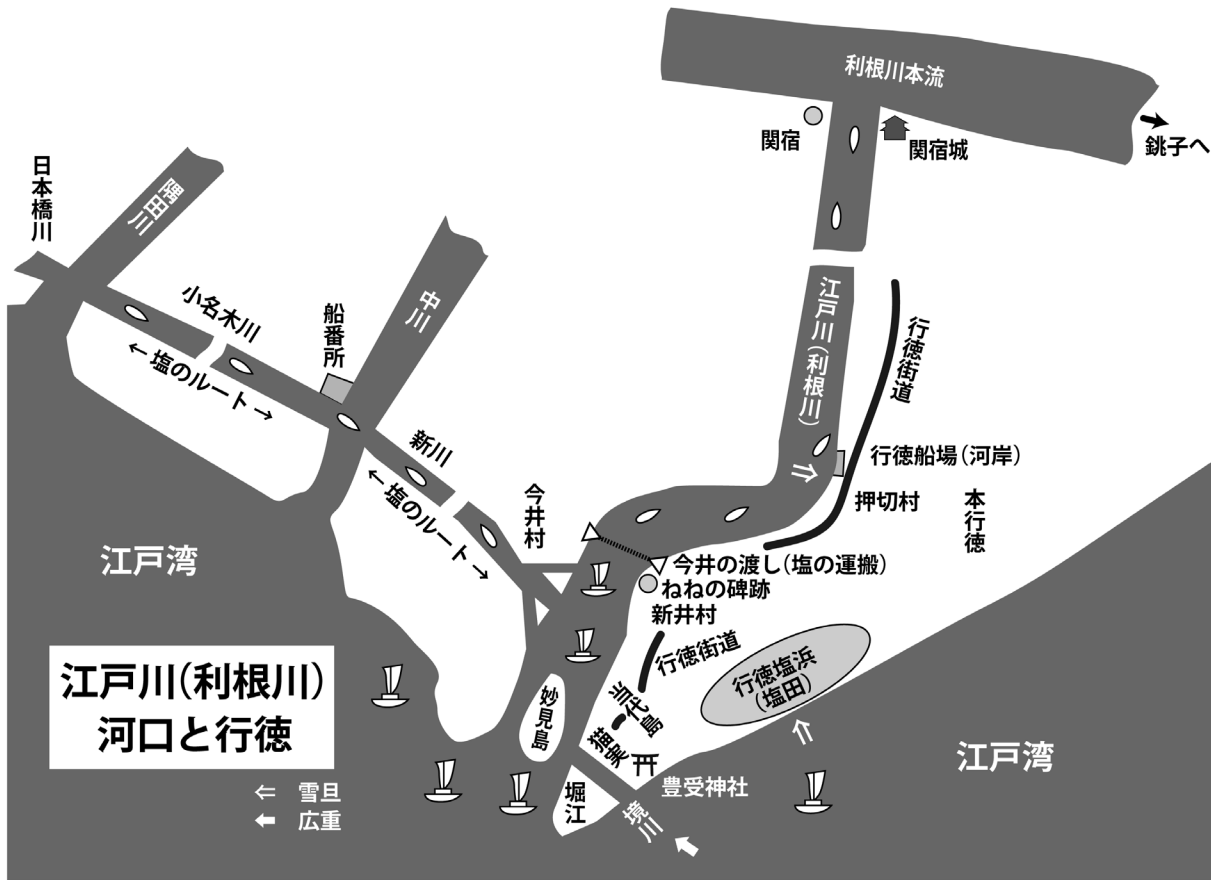 利根川本流
銚子へ
関宿
関宿城
日本橋川
隅田川
小名木川
←塩のルート→
船番所
中川
新川
←塩のルート→
今井村
江戸川(利根川)
行徳街道
行徳船場(河岸)
押切村
本行徳
今井の渡し(塩の運搬)
ねねの碑跡
新井村
行徳街道
行徳塩浜
(塩田)
当代島
猫実
妙見島
堀江
豊受神社
境川
江戸湾
江戸湾
江戸川(利根川)
河口と行徳
⇦ 雪旦
⬅ 広重